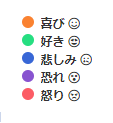 喜び 😊
好き 😍
悲しみ 😣
恐れ 😨
怒り 😠